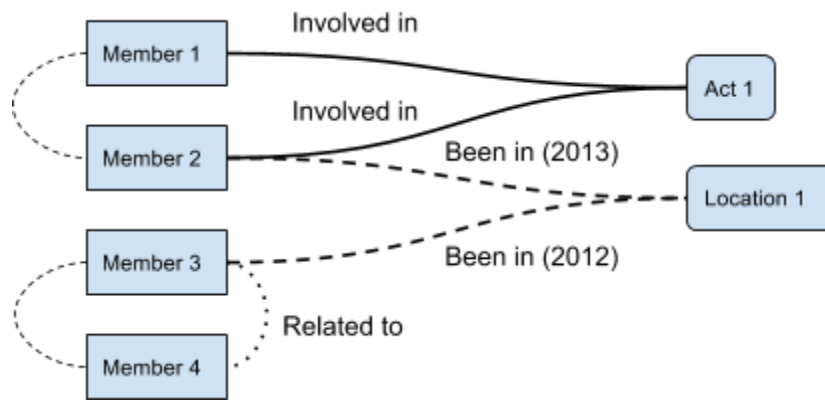 Involved in
Member 1
Act 1
Involved in
Member 2
Been in (2013)
Location 1
Member 3
Been in (2012)
Related to
Member 4